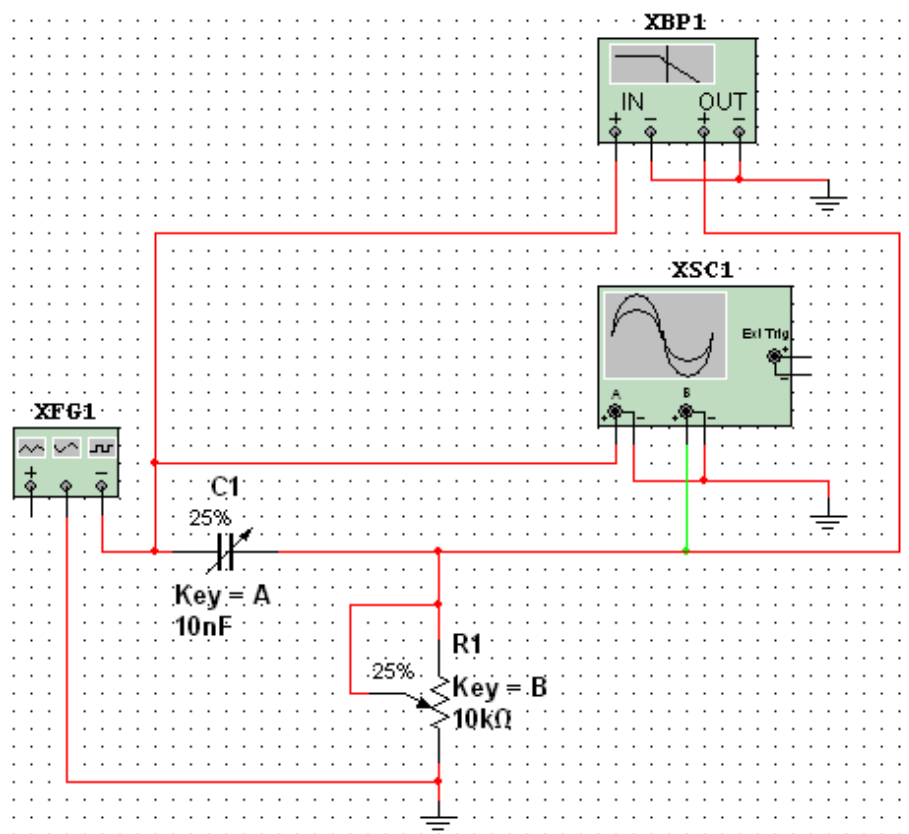 XBP1
IN OUT
+ − + −
XSC1
Ext Trig
+
−
A B
+ − + −
XFG1
+ −
C1
25%
Key = A
10nF
R1
25%
Key = B
10kΩ